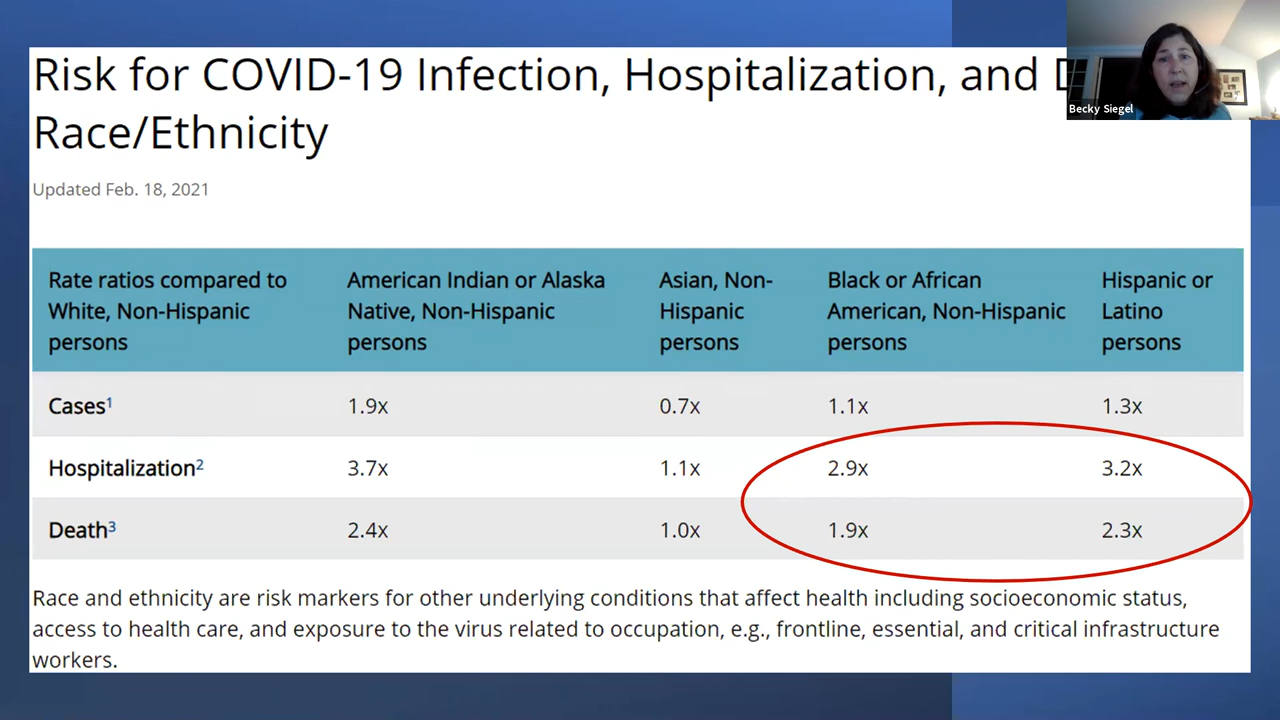 Risk for COVID-19 Infection, Hospitalization, and
Race/Ethnicity
Becky Siegel
Updated Feb. 18, 2021
Rate ratios compared to White, Non-Hispanic persons
American Indian or Alaska Native, Non-Hispanic persons
Asian, Non-Hispanic persons
Black or African American, Non-Hispanic persons
Hispanic or Latino persons
Cases1 1.9x 0.7x 1.1x 1.3x
Hospitalization2 3.7x 1.1x 2.9x 3.2x
Death3 2.4x 1.0x 1.9x 2.3x
Race and ethnicity are risk markers for other underlying conditions that affect health including socioeconomic status,
access to health care, and exposure to the virus related to occupation, e.g., frontline, essential, and critical infrastructure
workers.